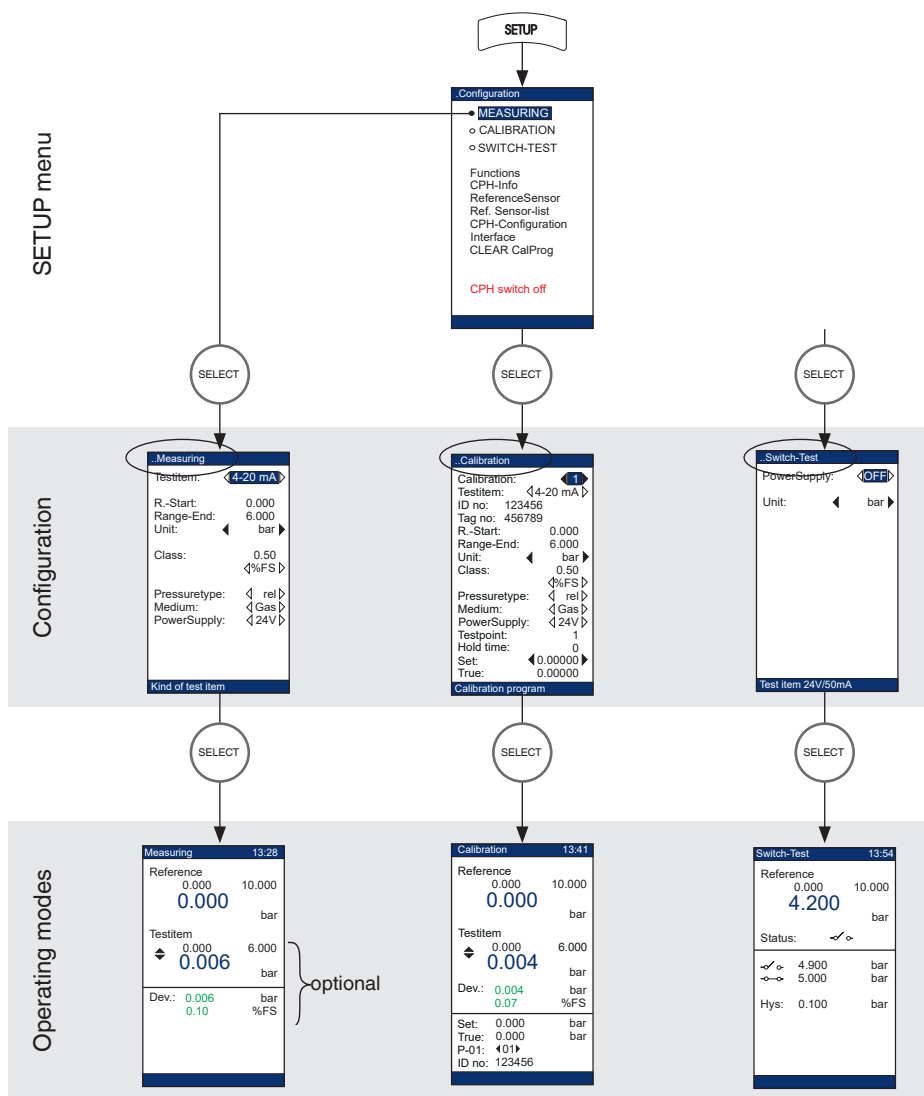 SETUP
SETUP menu
..Configuration
MEASURING
CALIBRATION
SWITCH-TEST
Functions
CPH-Info
ReferenceSensor
Ref. Sensor-list
CPH-Configuration
Interface
CLEAR CalProg
CPH switch off
SELECT
SELECT
SELECT
Configuration
..Measuring
Testitem: 4-20 mA
R.-Start: 0.000
Range-End: 6.000
Unit: bar
Class: 0.50
%FS
Pressuretype: rel
Medium: Gas
PowerSupply: 24V
Kind of test item
..Calibration
Calibration: 1
Testitem: 4-20 mA
ID no: 123456
Tag no: 456789
R.-Start: 0.000
Range-End: 6.000
Unit: bar
Class: 0.50
%FS
Pressuretype: rel
Medium: Gas
PowerSupply: 24V
Testpoint: 1
Hold time: 0
Set: 0.00000
True: 0.00000
Calibration program
..Switch-Test
PowerSupply: OFF
Unit: bar
Test item 24V/50mA
SELECT
SELECT
SELECT
Operating modes
Measuring 13:28
Reference
0.000 10.000
0.000
bar
Testitem
0.000 6.000
0.006
bar
Dev.: 0.006 bar
0.10 %FS
optional
Calibration 13:41
Reference
0.000 10.000
0.000
bar
Testitem
0.000 6.000
0.004
bar
Dev.: 0.004 bar
0.07 %FS
Set: 0.000 bar
True: 0.000 bar
P-01: 01
ID no: 123456
Switch-Test 13:54
Reference
0.000 10.000
4.200
bar
Status:
4.900 bar
5.000 bar
Hys: 0.100 bar